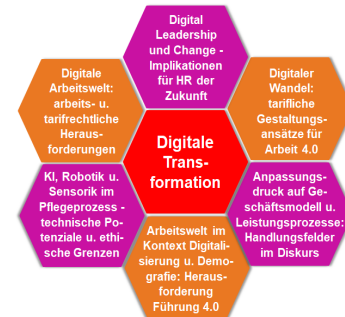 Digital
Leadership
und Change -
Implikationen
für HR der
Zukunft
Digitale
Arbeitswelt:
arbeits- u.
tarifrechtliche
Heraus-
forderungen
Digitaler
Wandel:
tarifliche
Gestaltungs-
ansätze für
Arbeit 4.0
Digitale
Trans-
formation
KI, Robotik u.
Sensorik im
Pflegeprozess -
technische Po-
tenziale u. ethi-
sche Grenzen
Anpassungs-
druck auf Ge-
schäftsmodell u.
Leistungsprozesse:
Handlungsfelder
im Diskurs
Arbeitswelt im
Kontext Digitali-
sierung u. Demo-
grafie: Heraus-
forderung
Führung 4.0